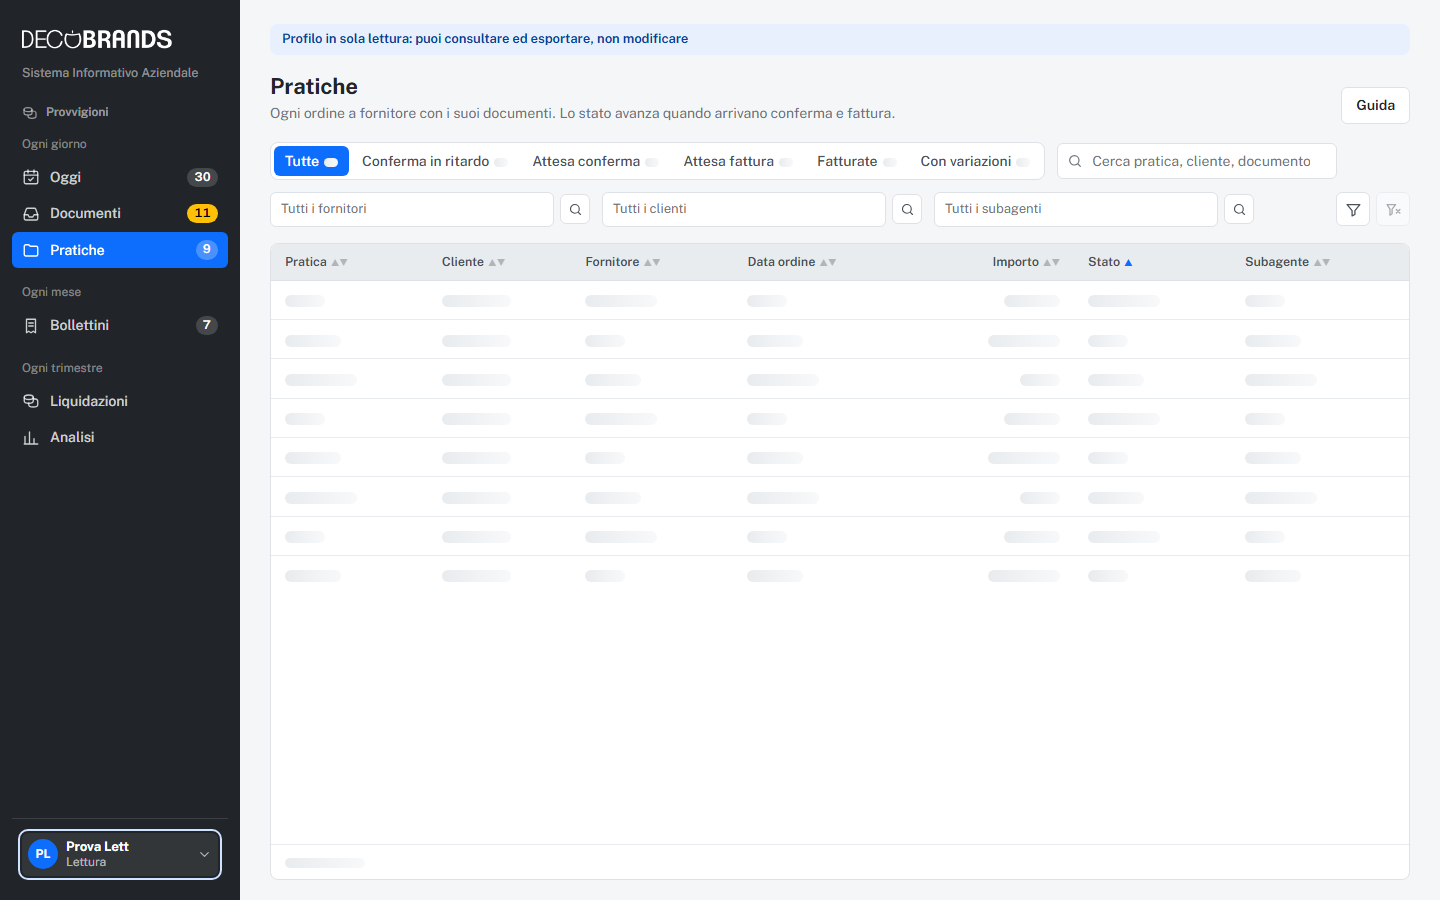 DECOBRANDS
Sistema Informativo Aziendale
Provvigioni
Ogni giorno
Oggi 30
Documenti 11
Pratiche 9
Ogni mese
Bollettini 7
Ogni trimestre
Liquidazioni
Analisi
PL Prova Lett
Lettura
Profilo in sola lettura: puoi consultare ed esportare, non modificare
Pratiche
Ogni ordine a fornitore con i suoi documenti. Lo stato avanza quando arrivano conferma e fattura.
Guida
Tutte Conferma in ritardo Attesa conferma Attesa fattura Fatturate Con variazioni Cerca pratica, cliente, documento
Tutti i fornitori Tutti i clienti Tutti i subagenti
Pratica Cliente Fornitore Data ordine Importo Stato Subagente